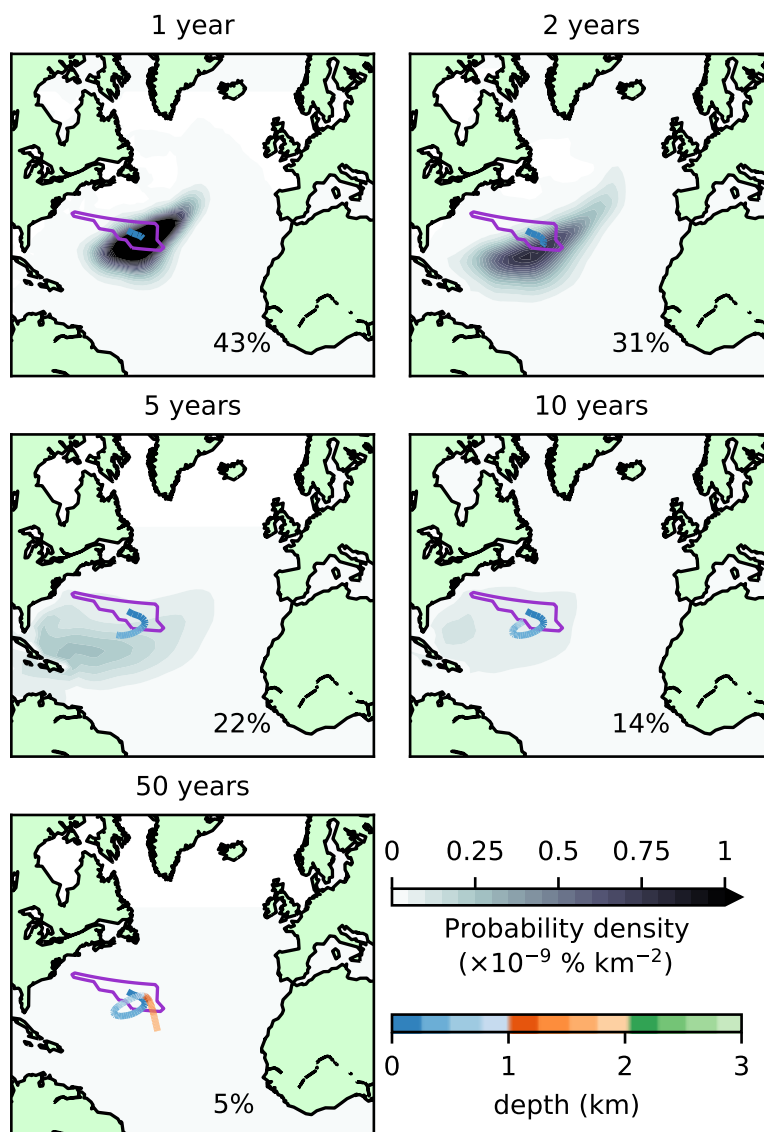 1 year
2 years
43%
31%
5 years
10 years
22%
14%
50 years
0 0.25 0.5 0.75 1
Probability density
(×10⁻⁹ % km⁻²)
0 1 2 3
depth (km)
5%